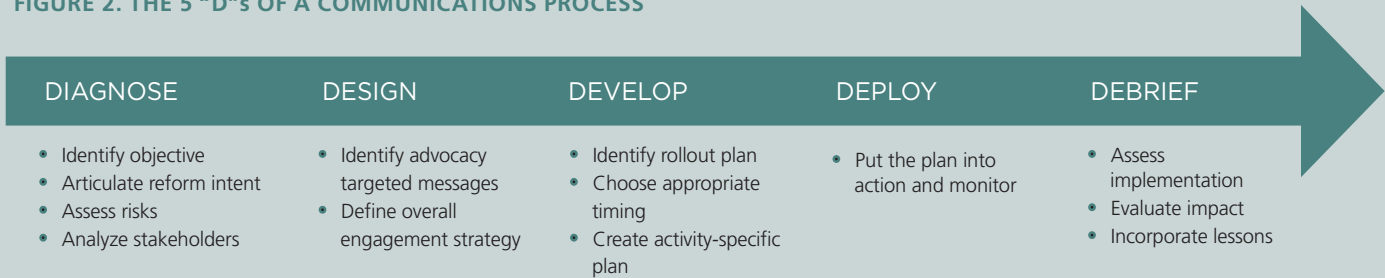 FIGURE 2. THE 5 "D"s OF A COMMUNICATIONS PROCESS
DIAGNOSE
• Identify objective
• Articulate reform intent
• Assess risks
• Analyze stakeholders
DESIGN
• Identify advocacy
targeted messages
• Define overall
engagement strategy
DEVELOP
• Identify rollout plan
• Choose appropriate
timing
• Create activity-specific
plan
DEPLOY
• Put the plan into
action and monitor
DEBRIEF
• Assess
implementation
• Evaluate impact
• Incorporate lessons